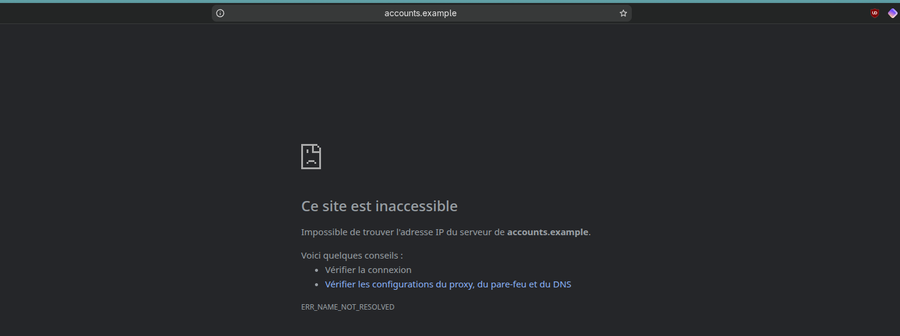 accounts.example
Ce site est inaccessible
Impossible de trouver l'adresse IP du serveur de accounts.example.
Voici quelques conseils :
• Vérifier la connexion
• Vérifier les configurations du proxy, du pare-feu et du DNS
ERR_NAME_NOT_RESOLVED